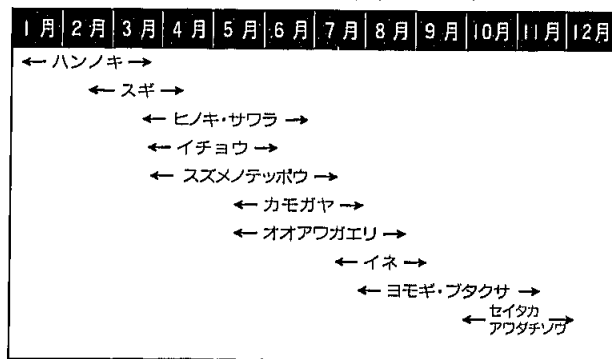 1月 2月 3月 4月 5月 6月 7月 8月 9月 10月 11月 12月
← ハンノキ →
← スギ →
← ヒノキ・サワラ →
← イチョウ →
← スズメノテッポウ →
← カモガヤ →
← オオアワガエリ →
← イネ →
← ヨモギ・ブタクサ →
← セイタカ
アワダチソウ →